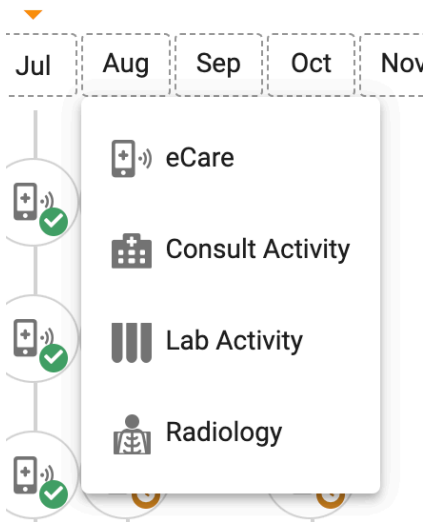 Jul Aug Sep Oct Nov
eCare
Consult Activity
Lab Activity
Radiology